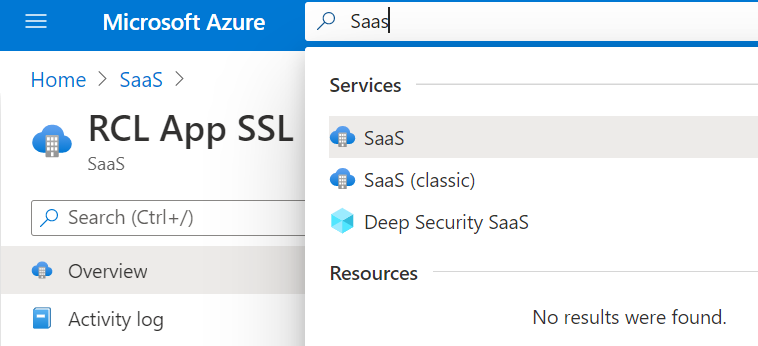 Microsoft Azure
Saas
Home > SaaS >
RCL App SSL
SaaS
Search (Ctrl+/)
Overview
Activity log
Services
SaaS
SaaS (classic)
Deep Security SaaS
Resources
No results were found.